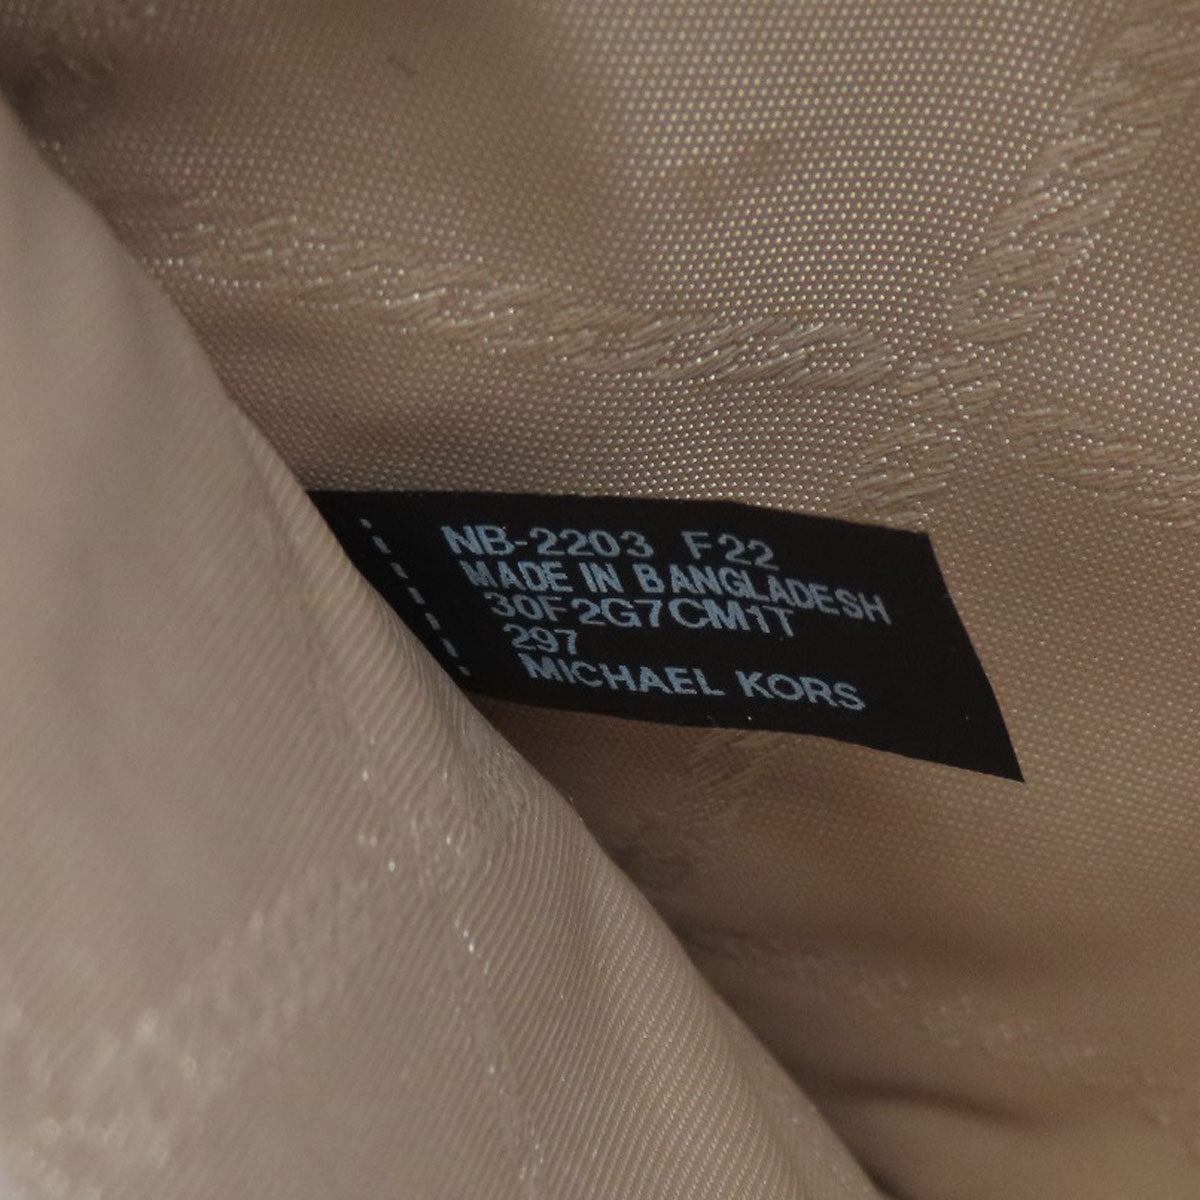 NB-2203 F22
MADE IN BANGLADESH
30F2G7CM1T
297
MICHAEL KORS